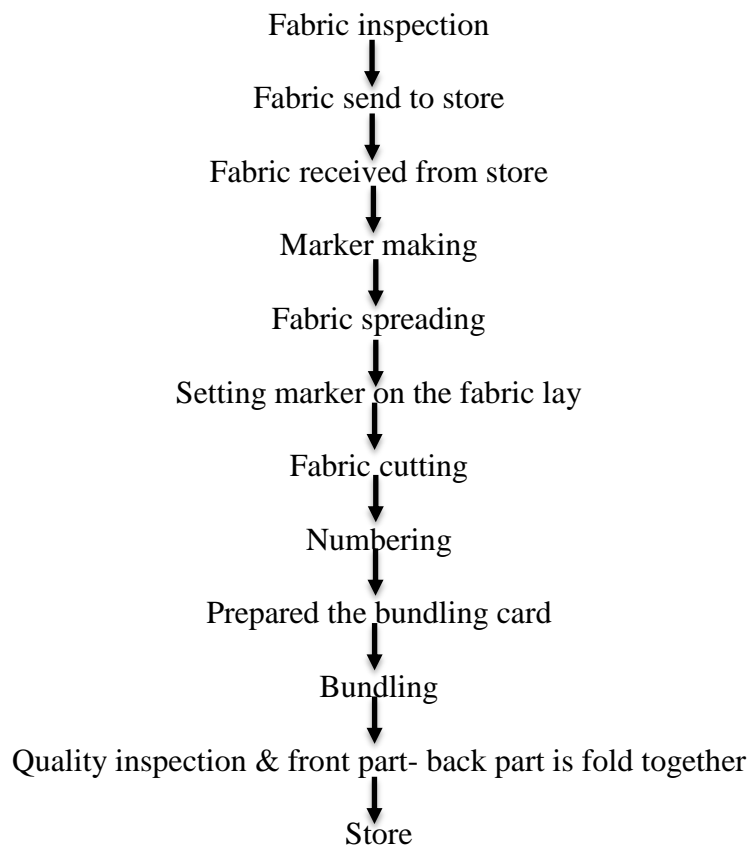 Fabric inspection
Fabric send to store
Fabric received from store
Marker making
Fabric spreading
Setting marker on the fabric lay
Fabric cutting
Numbering
Prepared the bundling card
Bundling
Quality inspection & front part- back part is fold together
Store